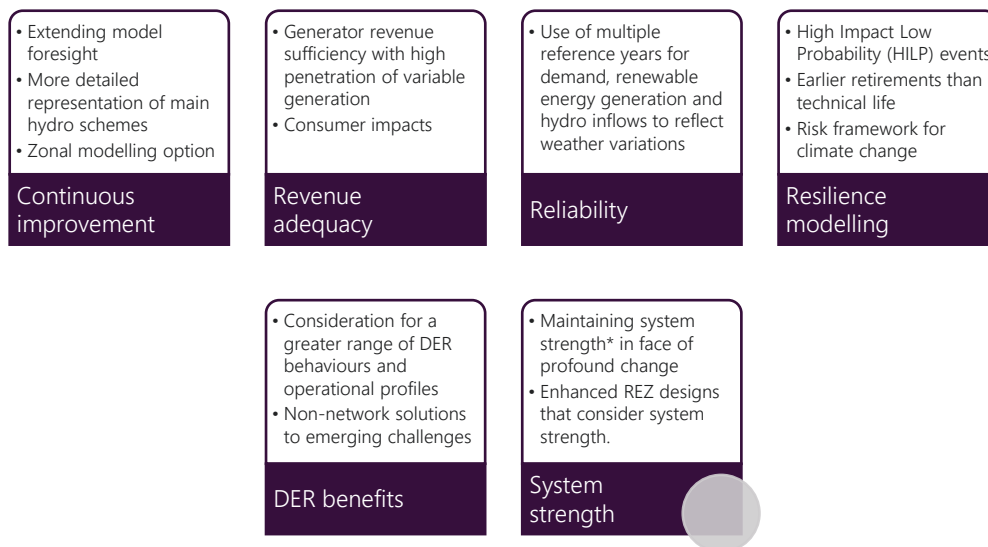 • Extending model
foresight
• More detailed
representation of main
hydro schemes
• Zonal modelling option
Continuous
improvement
• Generator revenue
sufficiency with high
penetration of variable
generation
• Consumer impacts
Revenue
adequacy
• Use of multiple
reference years for
demand, renewable
energy generation and
hydro inflows to reflect
weather variations
Reliability
• High Impact Low
Probability (HILP) events
• Earlier retirements than
technical life
• Risk framework for
climate change
Resilience
modelling
• Consideration for a
greater range of DER
behaviours and
operational profiles
• Non-network solutions
to emerging challenges
DER benefits
• Maintaining system
strength* in face of
profound change
• Enhanced REZ designs
that consider system
strength.
System
strength